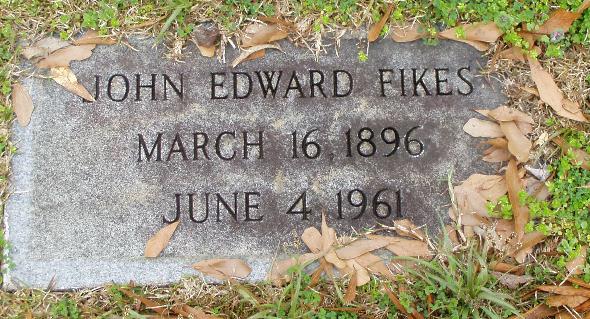 JOHN EDWARD FIKES
MARCH 16, 1896
JUNE 4, 1961